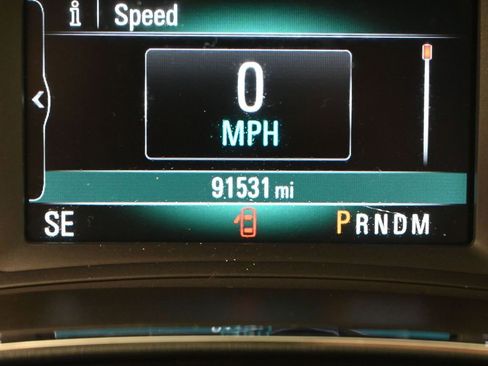 i Speed
0
MPH
91531 mi
SE PRNDM